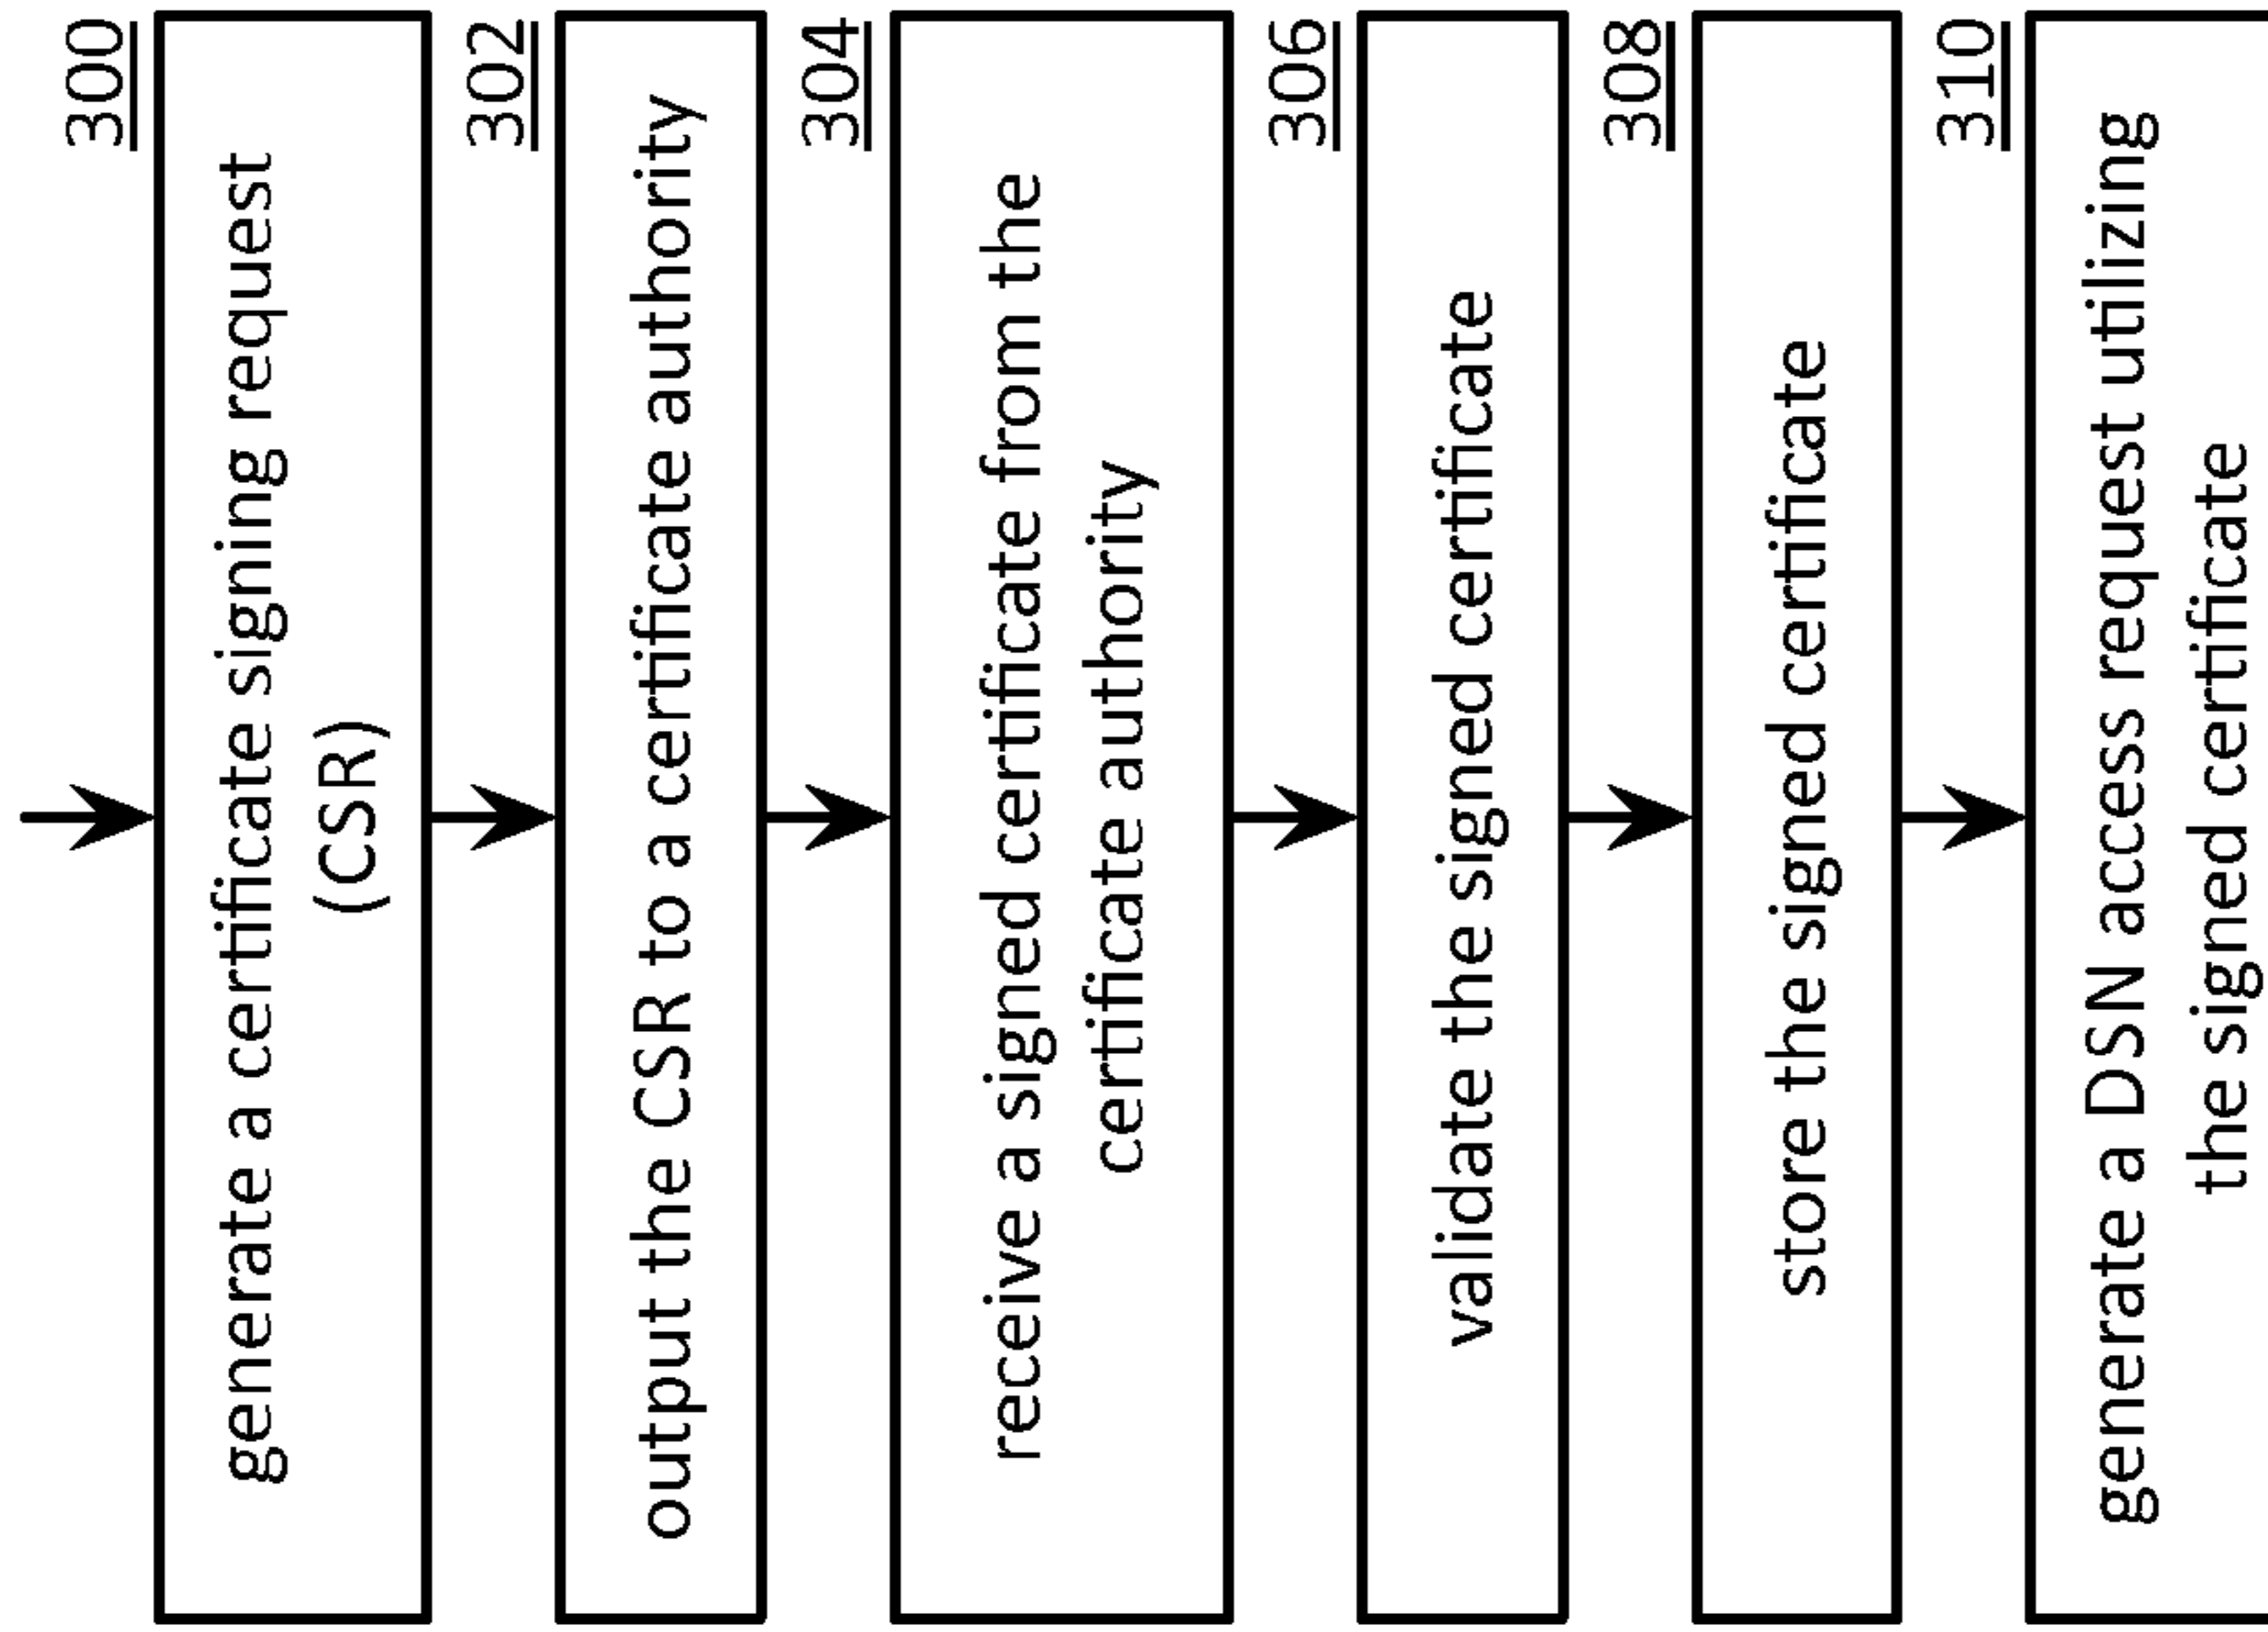 300
generate a certificate signing request
(CSR)
302
output the CSR to a certificate authority
304
receive a signed certificate from the
certificate authority
306
validate the signed certificate
308
store the signed certificate
310
generate a DSN access request utilizing
the signed certificate